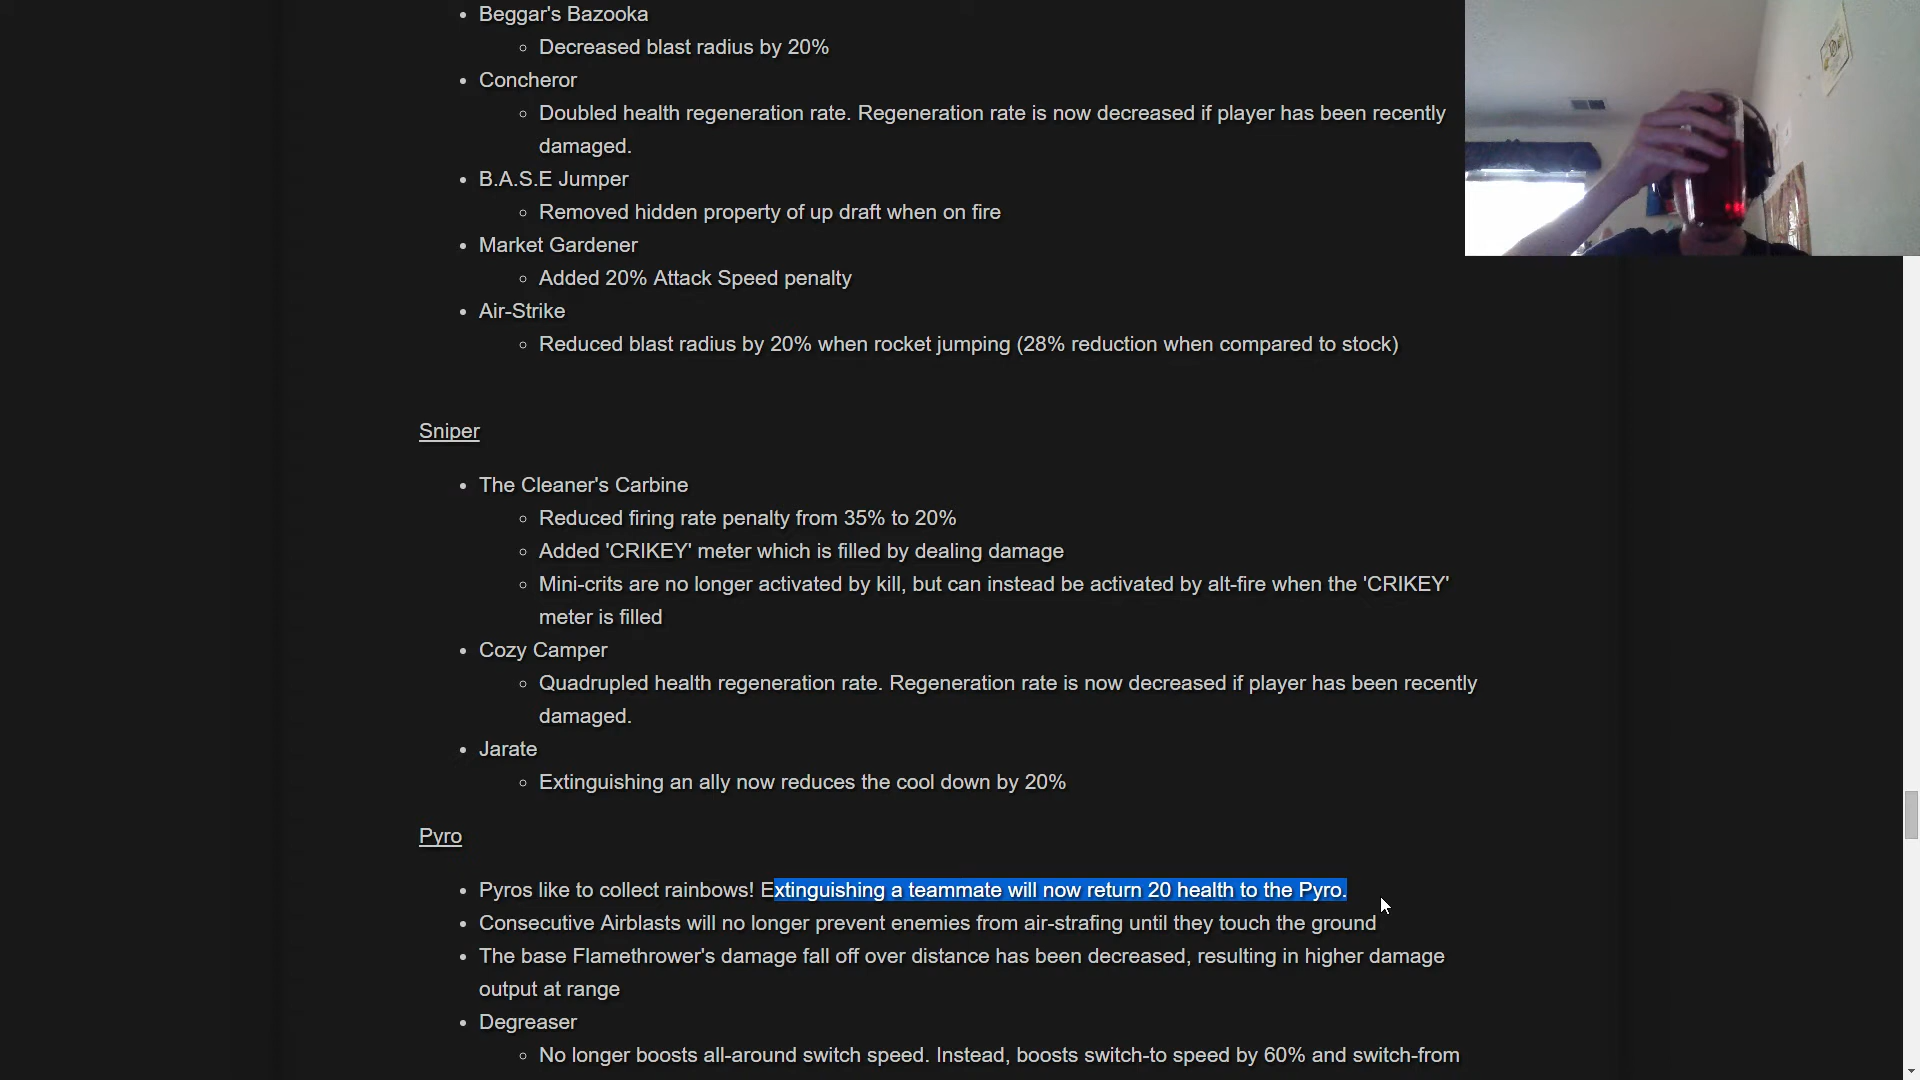 Beggar's Bazooka
Decreased blast radius by 20%
Concheror
Doubled health regeneration rate. Regeneration rate is now decreased if player has been recently
damaged.
B.A.S.E Jumper
Removed hidden property of up draft when on fire
Market Gardener
Added 20% Attack Speed penalty
Air-Strike
Reduced blast radius by 20% when rocket jumping (28% reduction when compared to stock)
Sniper
The Cleaner's Carbine
Reduced firing rate penalty from 35% to 20%
Added 'CRIKEY' meter which is filled by dealing damage
Mini-crits are no longer activated by kill, but can instead be activated by alt-fire when the 'CRIKEY'
meter is filled
Cozy Camper
Quadrupled health regeneration rate. Regeneration rate is now decreased if player has been recently
damaged.
Jarate
Extinguishing an ally now reduces the cool down by 20%
Pyro
Pyros like to collect rainbows! Extinguishing a teammate will now return 20 health to the Pyro.
Consecutive Airblasts will no longer prevent enemies from air-strafing until they touch the ground
The base Flamethrower's damage fall off over distance has been decreased, resulting in higher damage
output at range
Degreaser
No longer boosts all-around switch speed. Instead, boosts switch-to speed by 60% and switch-from